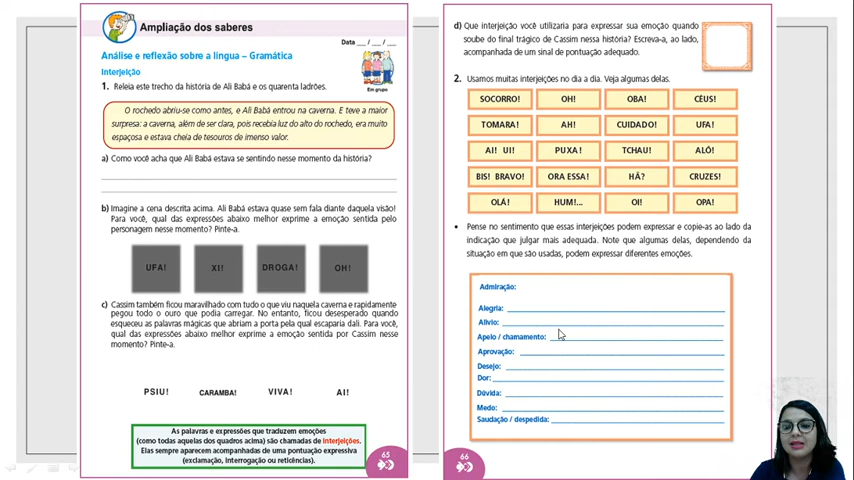 Ampliação dos saberes
Data ___ / ___ / ___
Análise e reflexão sobre a língua – Gramática
Interjeição
Em grupo
1. Releia este trecho da história de Ali Babá e os quarenta ladrões.
O rochedo abriu-se como antes, e Ali Babá entrou na caverna. E teve a maior
surpresa: a caverna, além de ser clara, pois recebia luz do alto do rochedo, era muito
espaçosa e estava cheia de tesouros de imenso valor.
a) Como você acha que Ali Babá estava se sentindo nesse momento da história?
b) Imagine a cena descrita acima. Ali Babá estava quase sem fala diante daquela visão!
Para você, qual das expressões abaixo melhor exprime a emoção sentida pelo
personagem nesse momento? Pinte-a.
UFA! XI! DROGA! OH!
c) Cassim também ficou maravilhado com tudo o que viu naquela caverna e rapidamente
pegou todo o ouro que podia carregar. No entanto, ficou desesperado quando
esqueceu as palavras mágicas que abriam a porta pela qual escaparia dali. Para você,
qual das expressões abaixo melhor exprime a emoção sentida por Cassim nesse
momento? Pinte-a.
PSIU! CARAMBA! VIVA! AI!
As palavras e expressões que traduzem emoções
(como todas aquelas dos quadros acima) são chamadas de interjeições.
Elas sempre aparecem acompanhadas de uma pontuação expressiva
(exclamação, interrogação ou reticências).
65
d) Que interjeição você utilizaria para expressar sua emoção quando
soube do final trágico de Cassim nessa história? Escreva-a, ao lado,
acompanhada de um sinal de pontuação adequado.
2. Usamos muitas interjeições no dia a dia. Veja algumas delas.
SOCORRO! OH! OBA! CÉUS!
TOMARA! AH! CUIDADO! UFA!
AI! UI! PUXA! TCHAU! ALÔ!
BIS! BRAVO! ORA ESSA! HÃ? CRUZES!
OLÁ! HUM!... OI! OPA!
• Pense no sentimento que essas interjeições podem expressar e copie-as ao lado da
indicação que julgar mais adequada. Note que algumas delas, dependendo da
situação em que são usadas, podem expressar diferentes emoções.
Admiração:
Alegria:
Alívio:
Apelo / chamamento:
Aprovação:
Desejo:
Dor:
Dúvida:
Medo:
Saudação / despedida:
66